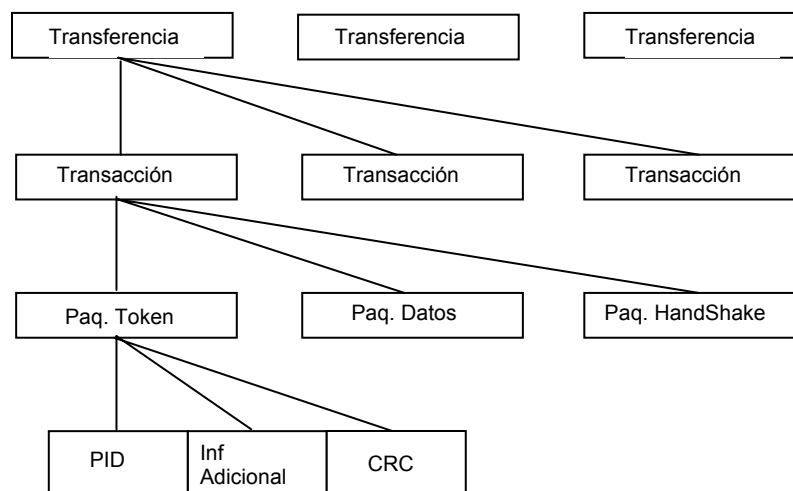 Transferencia
Transferencia
Transferencia
Transacción
Transacción
Transacción
Paq. Token
Paq. Datos
Paq. HandShake
PID
Inf
Adicional
CRC